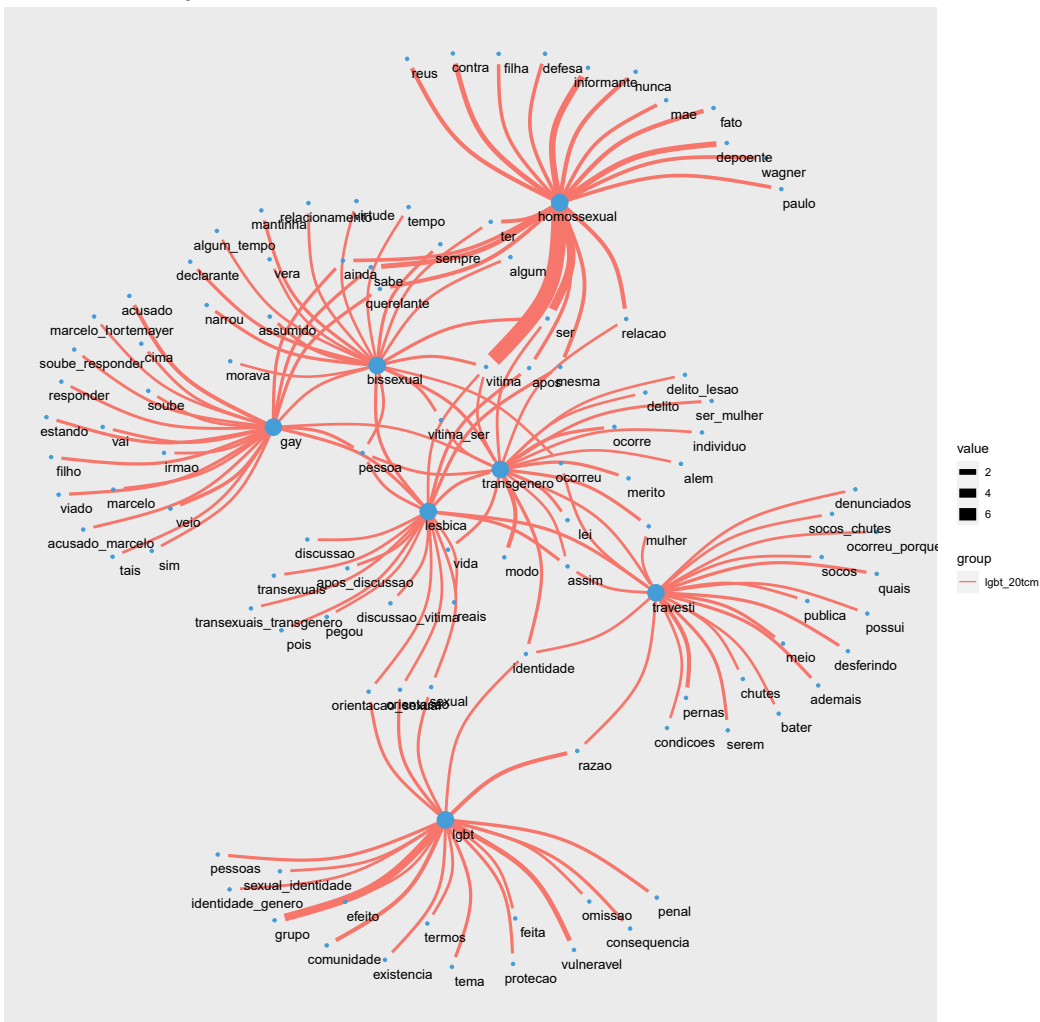 reus
contra
filha
defesa
informante
nunca
mae
fato
depoente
wagner
paulo
homossexual
virtude
relacionamento
mantinha
tempo
ter
algum_tempo
sempre
algum
declarante
vera
ainda
sabe
querelante
acusado
narrou
assumido
ser
relacao
marcelo_hortemayer
cima
soube_responder
morava
bissexual
vitima
apos
mesma
delito_lesao
responder
soube
delito
ser_mulher
value
2
4
6
estando
vai
gay
vitima_ser
ocorre
individuo
filho
irmao
pessoa
transgenero
ocorreu
merito
alem
viado
marcelo
veio
lesbica
lei
mulher
denunciados
socos_chutes
ocorreu_porque
acusado_marcelo
discussao
group
lgbt_20tcm
tais
sim
vida
modo
assim
socos
quais
transexuais
apos_discussao
travesti
transexuais_transgenero
pegou
discussao_vitima
reais
publica
possui
pois
identidade
meio
desferindo
orientacao_sexual
orientacao
sexual
chutes
ademais
pernas
bater
condicoes
serem
razao
lgbt
pessoas
sexual_identidade
identidade_genero
efeito
grupo
termos
feita
omissao
penal
consequencia
comunidade
existencia
tema
protecao
vulneravel